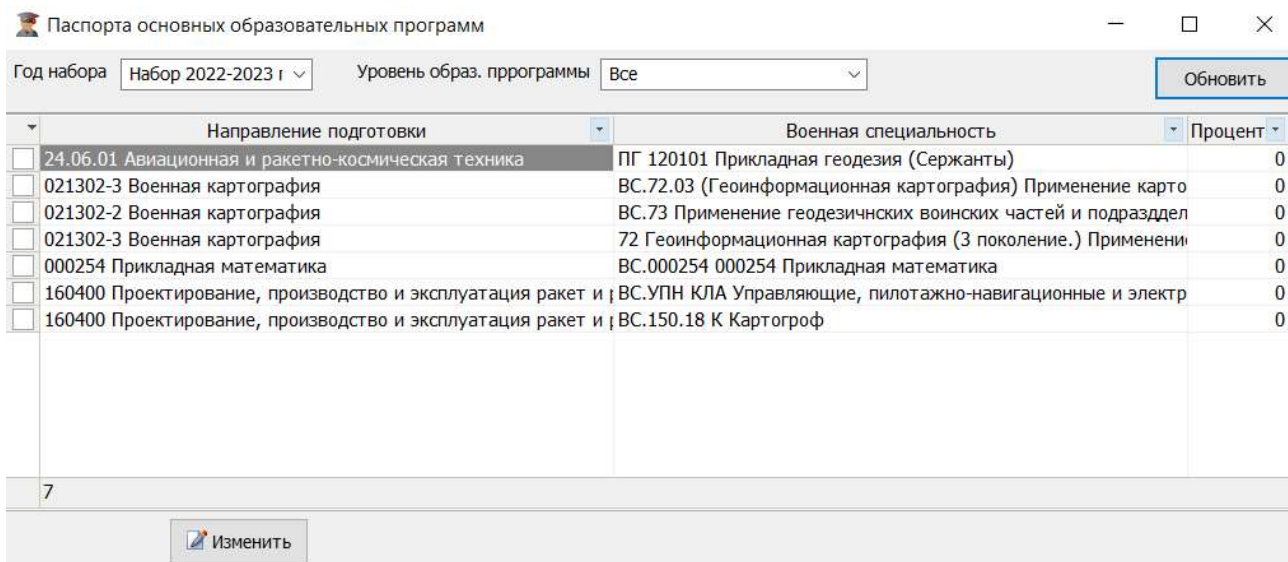 Паспорта основных образовательных программ
Год набора Набор 2022-2023 г Уровень образ. пррограммы Все Обновить
Направление подготовки Военная специальность Процент
24.06.01 Авиационная и ракетно-космическая техника ПГ 120101 Прикладная геодезия (Сержанты) 0
021302-3 Военная картография ВС.72.03 (Геоинформационная картография) Применение карто 0
021302-2 Военная картография ВС.73 Применение геодезичнских воинских частей и подразддел 0
021302-3 Военная картография 72 Геоинформационная картография (3 поколение.) Применени 0
000254 Прикладная математика ВС.000254 000254 Прикладная математика 0
160400 Проектирование, производство и эксплуатация ракет и р ВС.УПН КЛА Управляющие, пилотажно-навигационные и электр 0
160400 Проектирование, производство и эксплуатация ракет и р ВС.150.18 К Картогроф 0
7
Изменить